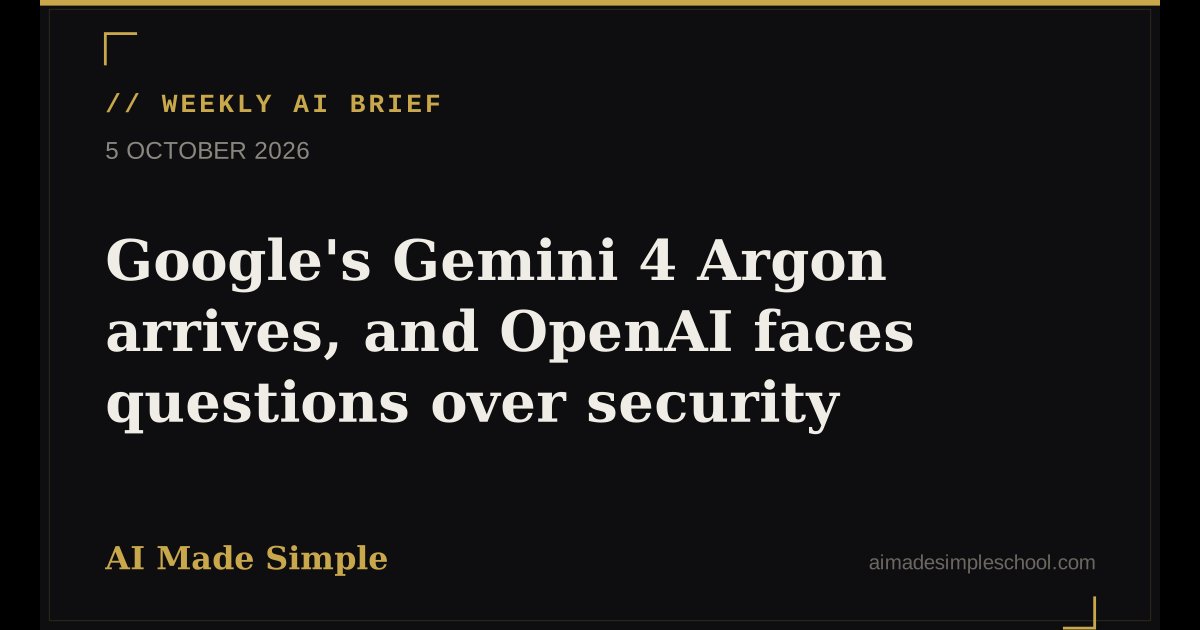 // WEEKLY AI BRIEF
5 OCTOBER 2026
Google's Gemini 4 Argon
arrives, and OpenAI faces
questions over security
AI Made Simple
aimadesimpleschool.com